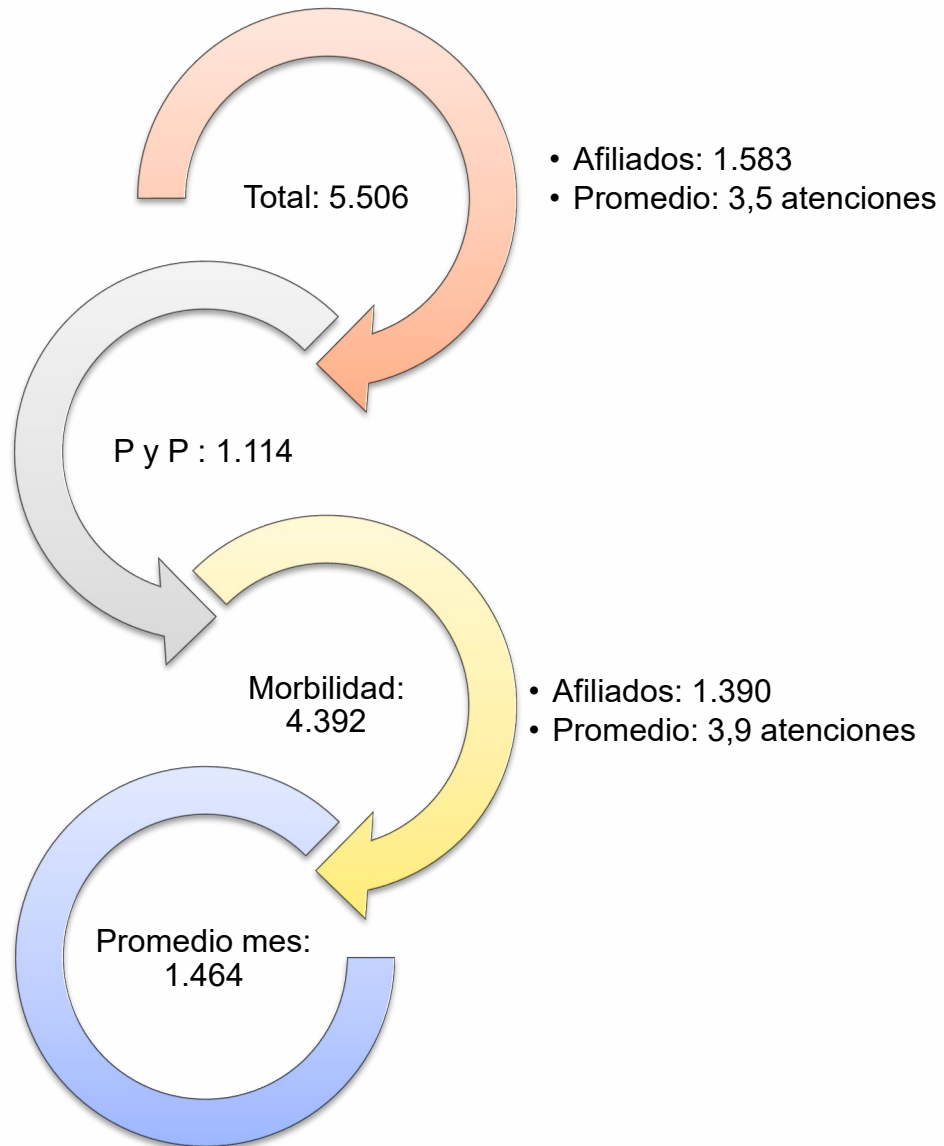 Total: 5.506
• Afiliados: 1.583
• Promedio: 3,5 atenciones
P y P : 1.114
Morbilidad:
4.392
• Afiliados: 1.390
• Promedio: 3,9 atenciones
Promedio mes:
1.464